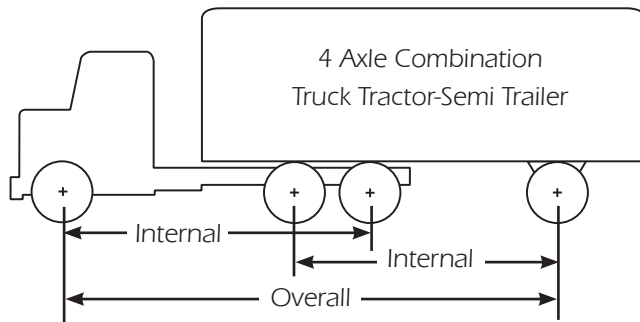 4 Axle Combination
Truck Tractor-Semi Trailer
Internal
Internal
Overall